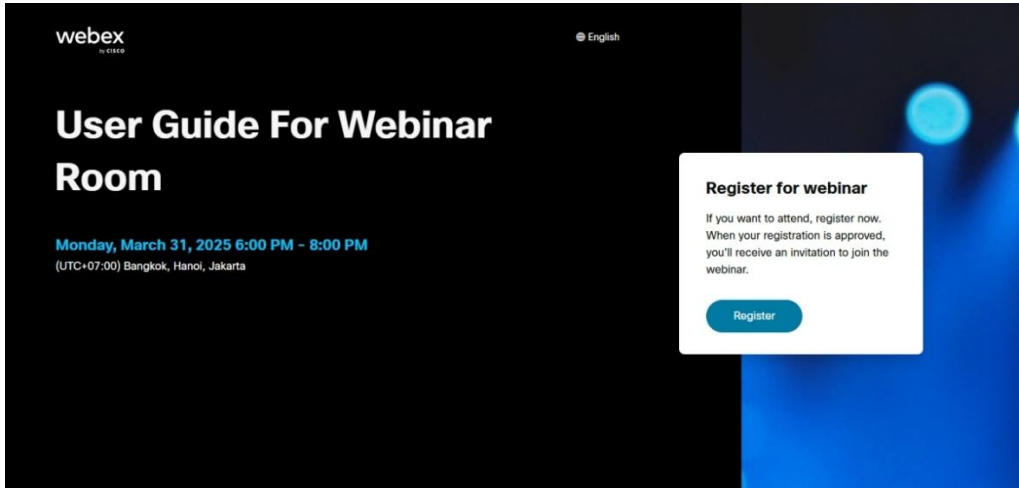 webex
by CISCO
English
User Guide For Webinar
Room
Monday, March 31, 2025 6:00 PM - 8:00 PM
(UTC+07:00) Bangkok, Hanoi, Jakarta
Register for webinar
If you want to attend, register now.
When your registration is approved,
you'll receive an invitation to join the
webinar.
Register